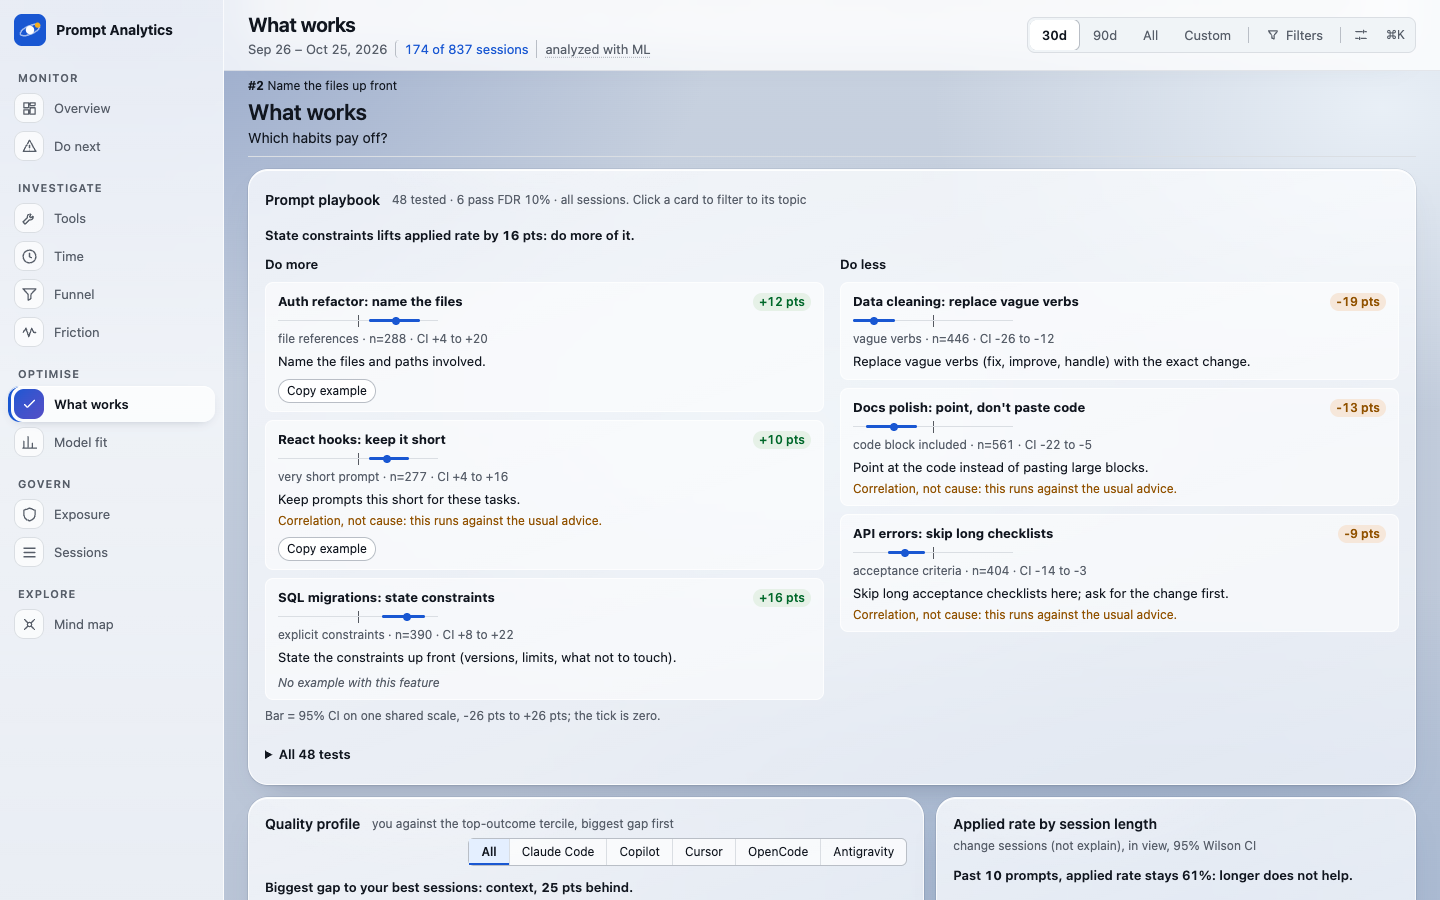 Prompt Analytics
MONITOR
Overview
Do next
INVESTIGATE
Tools
Time
Funnel
Friction
OPTIMISE
What works
Model fit
GOVERN
Exposure
Sessions
EXPLORE
Mind map
What works
Sep 26 – Oct 25, 2026 174 of 837 sessions analyzed with ML
30d 90d All Custom Filters ⌘K
#2 Name the files up front
What works
Which habits pay off?
Prompt playbook 48 tested · 6 pass FDR 10% · all sessions. Click a card to filter to its topic
State constraints lifts applied rate by 16 pts: do more of it.
Do more
Auth refactor: name the files +12 pts
file references · n=288 · CI +4 to +20
Name the files and paths involved.
Copy example
React hooks: keep it short +10 pts
very short prompt · n=277 · CI +4 to +16
Keep prompts this short for these tasks.
Correlation, not cause: this runs against the usual advice.
Copy example
SQL migrations: state constraints +16 pts
explicit constraints · n=390 · CI +8 to +22
State the constraints up front (versions, limits, what not to touch).
No example with this feature
Do less
Data cleaning: replace vague verbs -19 pts
vague verbs · n=446 · CI -26 to -12
Replace vague verbs (fix, improve, handle) with the exact change.
Docs polish: point, don't paste code -13 pts
code block included · n=561 · CI -22 to -5
Point at the code instead of pasting large blocks.
Correlation, not cause: this runs against the usual advice.
API errors: skip long checklists -9 pts
acceptance criteria · n=404 · CI -14 to -3
Skip long acceptance checklists here; ask for the change first.
Correlation, not cause: this runs against the usual advice.
Bar = 95% CI on one shared scale, -26 pts to +26 pts; the tick is zero.
All 48 tests
Quality profile you against the top-outcome tercile, biggest gap first
All Claude Code Copilot Cursor OpenCode Antigravity
Biggest gap to your best sessions: context, 25 pts behind.
Applied rate by session length
change sessions (not explain), in view, 95% Wilson CI
Past 10 prompts, applied rate stays 61%: longer does not help.